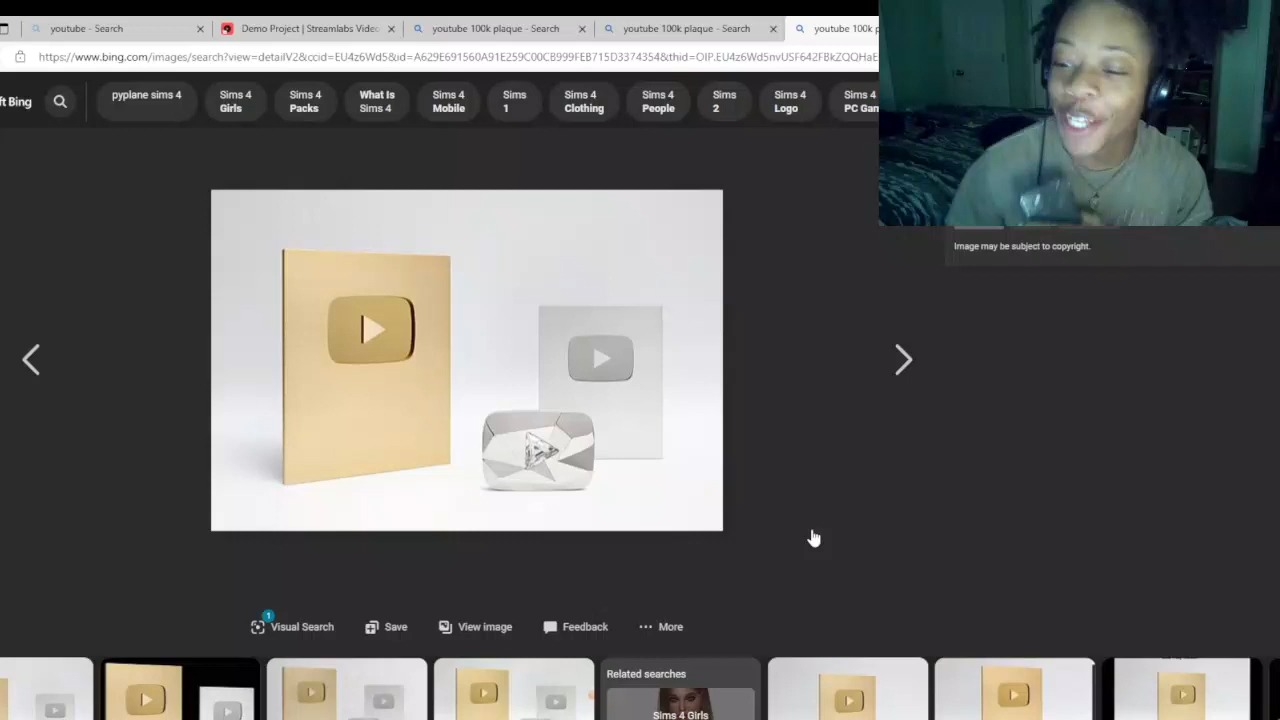 youtube - Search
Demo Project | Streamlabs Video
youtube 100k plaque - Search
youtube 100k plaque - Search
youtube 100k p
https://www.bing.com/images/search?view=detailV2&ccid=EU4z6Wd5&id=A629E691560A91E259C00CB999FEB715D3374354&thid=OIP.EU4z6Wd5nvUSF642FBkZQQHaE
ft Bing
pyplane sims 4
Sims 4
Girls
Sims 4
Packs
What Is
Sims 4
Sims 4
Mobile
Sims
1
Sims 4
Clothing
Sims 4
People
Sims
2
Sims 4
Logo
Sims 4
PC Gam
Image may be subject to copyright.
1
Visual Search
Save
View image
Feedback
More
Related searches
Sims 4 Girls